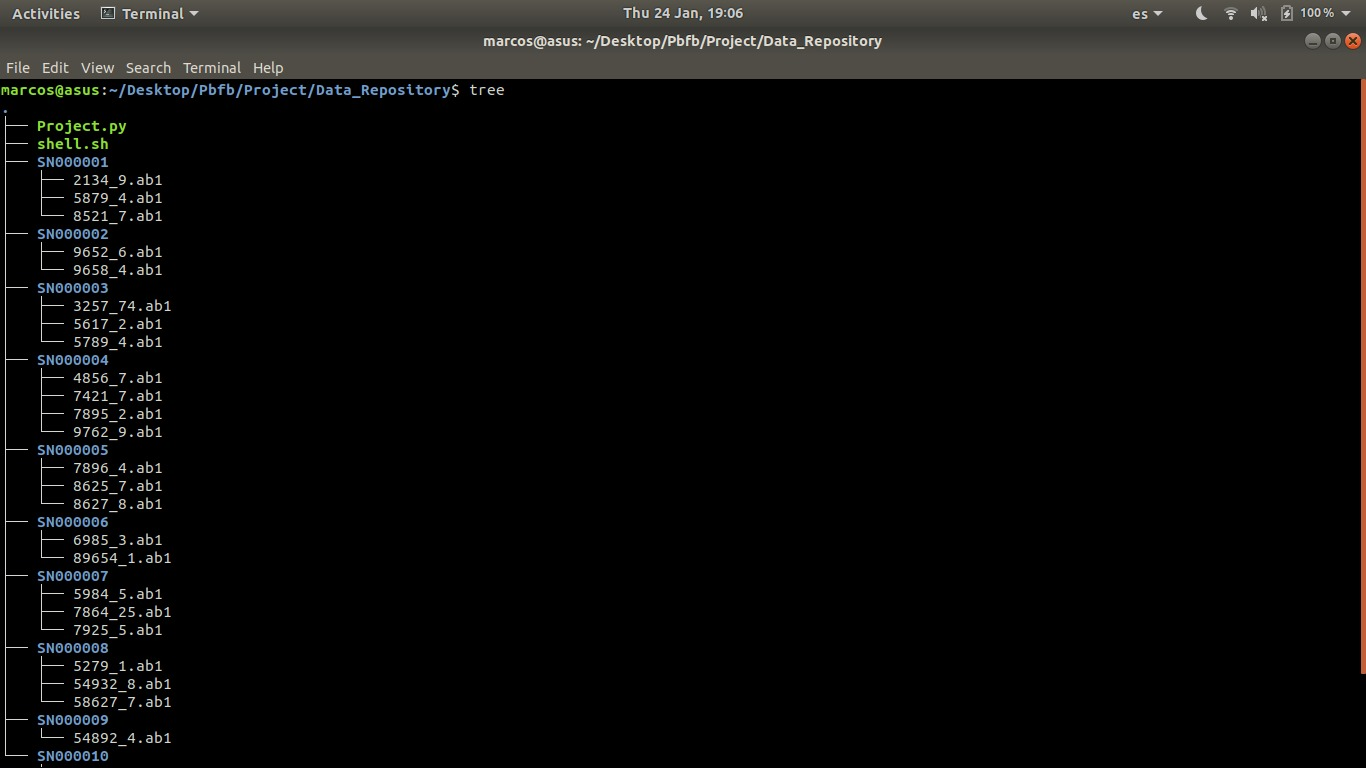 Activities Terminal Thu 24 Jan, 19:06 es 100%
marcos@asus: ~/Desktop/Pbfb/Project/Data_Repository
File Edit View Search Terminal Help
marcos@asus:~/Desktop/Pbfb/Project/Data_Repository$ tree
.
├── Project.py
├── shell.sh
├── SN000001
│   ├── 2134_9.ab1
│   ├── 5879_4.ab1
│   └── 8521_7.ab1
├── SN000002
│   ├── 9652_6.ab1
│   └── 9658_4.ab1
├── SN000003
│   ├── 3257_74.ab1
│   ├── 5617_2.ab1
│   └── 5789_4.ab1
├── SN000004
│   ├── 4856_7.ab1
│   ├── 7421_7.ab1
│   ├── 7895_2.ab1
│   └── 9762_9.ab1
├── SN000005
│   ├── 7896_4.ab1
│   ├── 8625_7.ab1
│   └── 8627_8.ab1
├── SN000006
│   ├── 6985_3.ab1
│   └── 89654_1.ab1
├── SN000007
│   ├── 5984_5.ab1
│   ├── 7864_25.ab1
│   └── 7925_5.ab1
├── SN000008
│   ├── 5279_1.ab1
│   ├── 54932_8.ab1
│   └── 58627_7.ab1
├── SN000009
│   └── 54892_4.ab1
└── SN000010